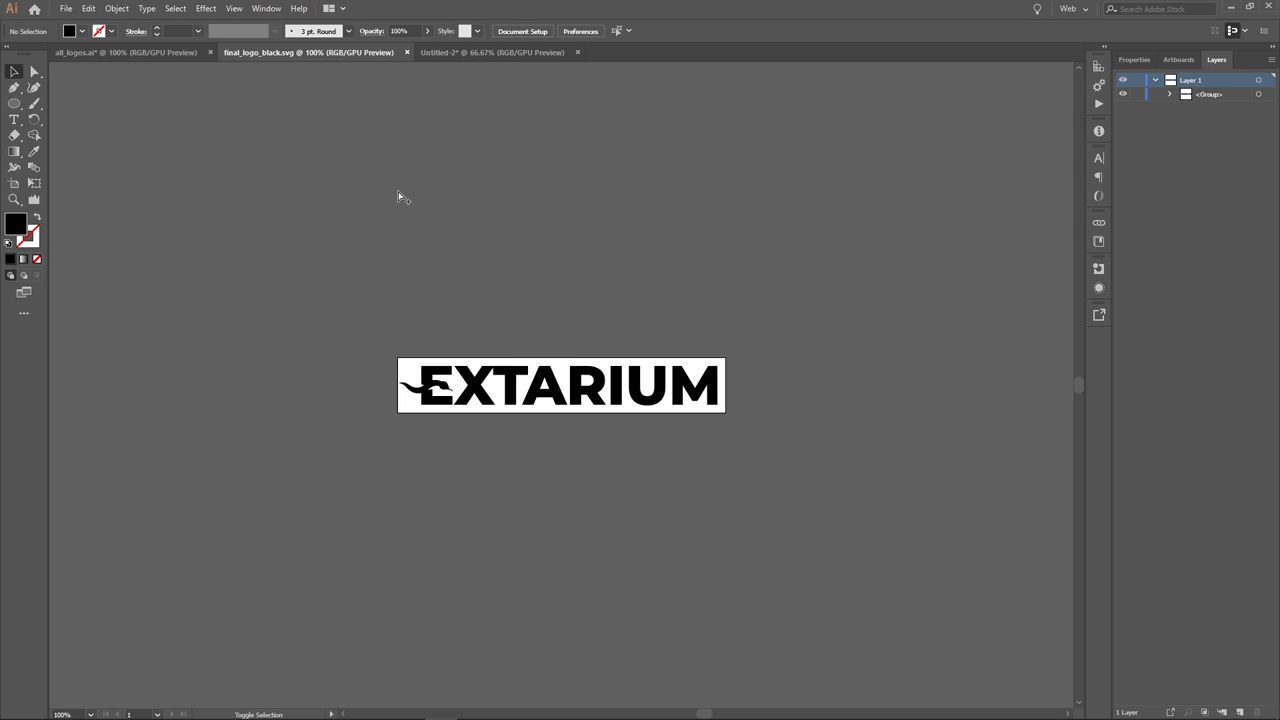 Ai File Edit Object Type Select Effect View Window Help Web Search Adobe Stock
No Selection Stroke: 3 pt. Round Opacity: 100% Style: Document Setup Preferences
all_logos.ai* @ 100% (RGB/GPU Preview) × final_logo_black.svg @ 100% (RGB/GPU Preview) × Untitled-2* @ 66.67% (RGB/GPU Preview) ×
Properties Artboards Layers
Layer 1
<Group>
EXTARIUM
100% 1 Toggle Selection 1 Layer